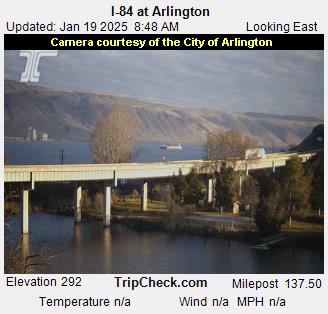 I-84 at Arlington
Updated: Jan 19 2025 8:48 AM Looking East
Camera courtesy of the City of Arlington
Elevation 292 TripCheck.com Milepost 137.50
Temperature n/a Wind n/a MPH n/a